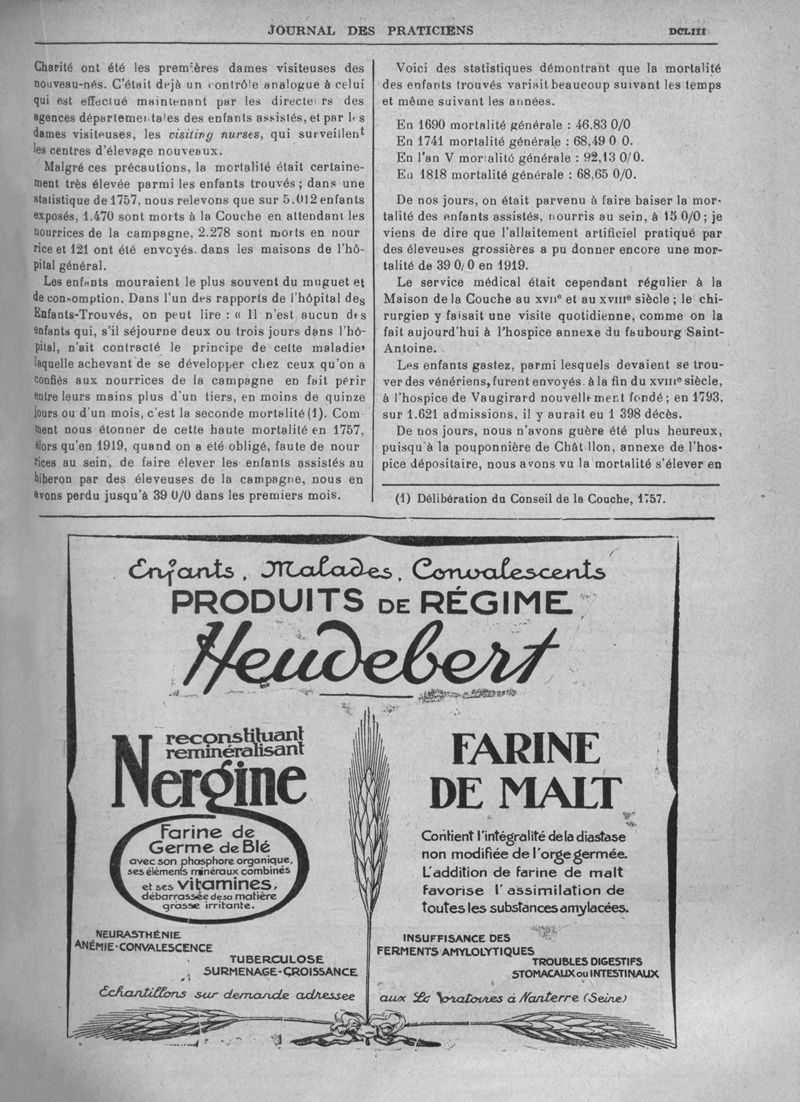 JOURNAL DES PRATICIENS
DCLIII
Charité ont été les premières dames visiteuses des
nouveau-nés. C'était dejà un contrôle analogue à celui
qui est effectué maintenant par les directeurs des
agences départementales des enfants assistés, et par les
dames visiteuses, les visiting nurses, qui surveillent
les centres d'élevage nouveaux.
Malgré ces précautions, la mortalité était certaine-
ment très élevée parmi les enfants trouvés ; dans une
statistique de 1757, nous relevons que sur 5.012 enfants
exposés, 1.470 sont morts à la Couche en attendant les
nourrices de la campagne, 2.278 sont morts en nour
rice et 121 ont été envoyés dans les maisons de l'hô-
pital général.
Les enfants mouraient le plus souvent du muguet et
de consomption. Dans l'un des rapports de l'hôpital des
Enfants-Trouvés, on peut lire : « Il n'est aucun des
enfants qui, s'il séjourne deux ou trois jours dans l'hô-
pital, n'ait contracté le principe de cette maladie,
laquelle achevant de se développer chez ceux qu'on a
confiés aux nourrices de la campagne en fait périr
entre leurs mains plus d'un tiers, en moins de quinze
jours ou d'un mois, c'est la seconde mortalité (1). Com
ment nous étonner de cette haute mortalité en 1757,
alors qu'en 1919, quand on a eté obligé, faute de nour
rices au sein, de faire élever les enfants assistés au
biberon par des éleveuses de la campagne, nous en
avons perdu jusqu'à 39 0/0 dans les premiers mois.
Voici des statistiques démontrant que la mortalité
des enfants trouvés variait beaucoup suivant les temps
et même suivant les années.
En 1690 mortalité générale : 46.83 0/0
En 1741 mortalité générale : 68,49 0 0.
En l'an V mortalité générale : 92,13 0/0.
En 1818 mortalité générale : 68,65 0/0.
De nos jours, on était parvenu à faire baiser la mor-
talité des enfants assistés, nourris au sein, à 15 0/0 ; je
viens de dire que l'allaitement artificiel pratiqué par
des éleveuses grossières a pu donner encore une mor-
talité de 39 0/0 en 1919.
Le service médical était cependant régulier à la
Maison de la Couche au XVIIe et au XVIIIe siècle ; le chi-
rurgien y faisait une visite quotidienne, comme on la
fait aujourd'hui à l'hospice annexe du faubourg Saint-
Antoine.
Les enfants gastez, parmi lesquels devaient se trou-
ver des vénériens, furent envoyés à la fin du XVIIIe siècle,
à l'hospice de Vaugirard nouvellement fondé ; en 1793,
sur 1.621 admissions, il y aurait eu 1 398 décès.
De nos jours, nous n'avons guère été plus heureux,
puisqu'à la pouponnière de Châtillon, annexe de l'hos-
pice dépositaire, nous avons vu la mortalité s'élever en
(1) Délibération du Conseil de la Couche, 1757.
Enfants, Malades, Convalescents
PRODUITS DE RÉGIME
Heudebert
reconstituant
reminéralisant
Nergine
Farine de
Germe de Blé
avec son phosphore organique,
ses éléments minéraux combinés
et ses vitamines,
débarrassée de sa matière
grasse irritante.
NEURASTHÉNIE
ANÉMIE-CONVALESCENCE
TUBERCULOSE
SURMENAGE-CROISSANCE
FARINE
DE MALT
Contient l'intégralité de la diastase
non modifiée de l'orge germée.
L'addition de farine de malt
favorise l'assimilation de
toutes les substances amylacées.
INSUFFISANCE DES
FERMENTS AMYLOLYTIQUES
TROUBLES DIGESTIFS
STOMACAUX ou INTESTINAUX
Échantillons sur demande adressee aux Laboratoires à Nanterre (Seine)